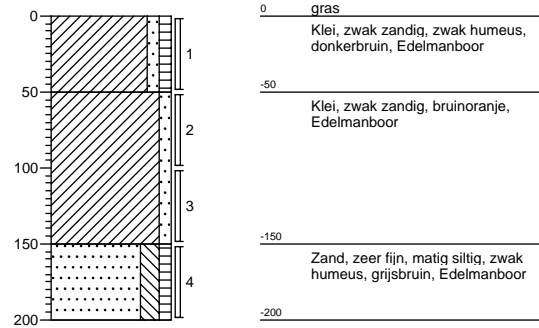 0
50
100
150
200
1
2
3
4
0
gras
Klei, zwak zandig, zwak humeus,
donkerbruin, Edelmanboor
-50
Klei, zwak zandig, bruinoranje,
Edelmanboor
-150
Zand, zeer fijn, matig siltig, zwak
humeus, grijsbruin, Edelmanboor
-200